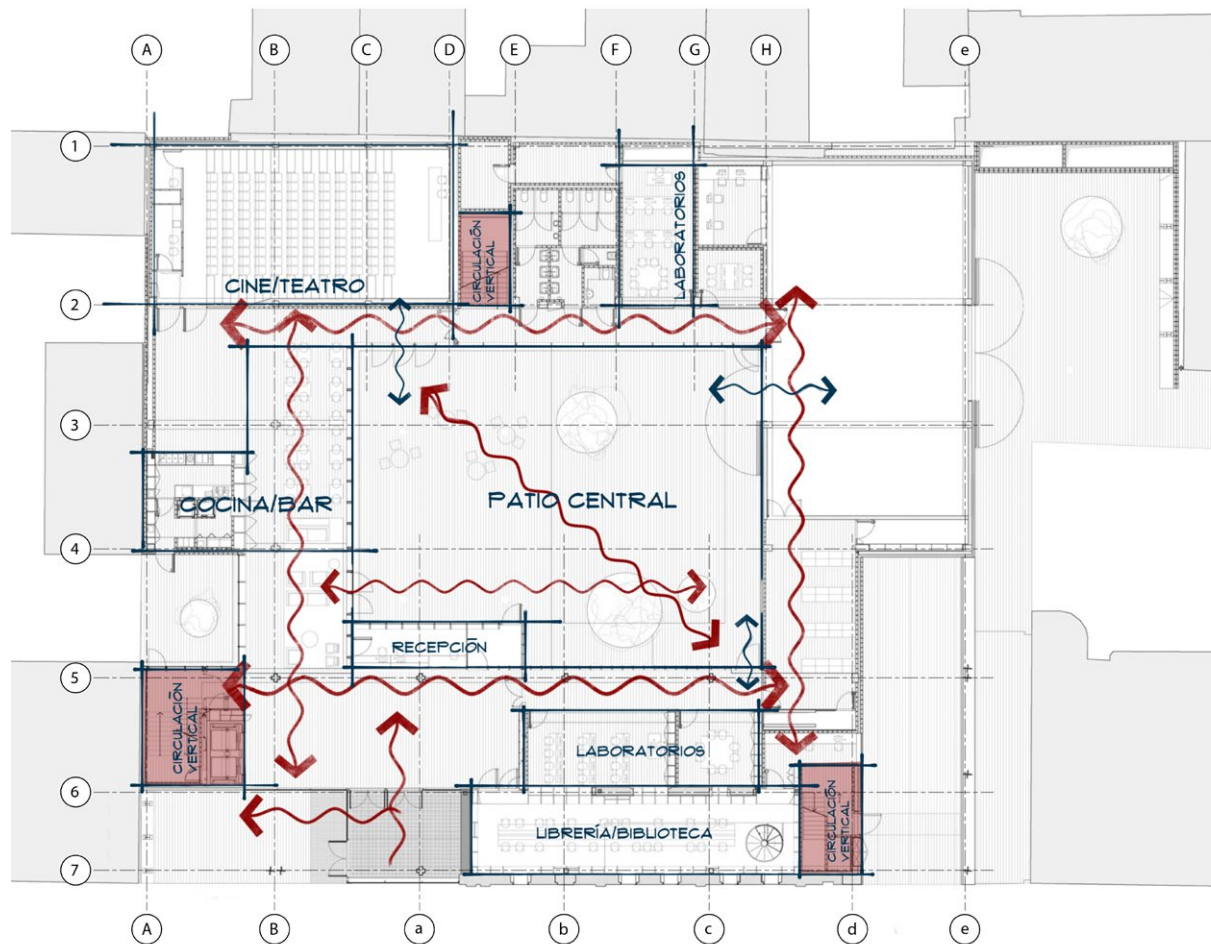 A B C D E F G H e
1
LABORATORIOS
CIRCULACIÓN
VERTICAL
CINE/TEATRO
2
3
COCINA/BAR
PATIO CENTRAL
4
RECEPCIÓN
5
CIRCULACIÓN
VERTICAL
LABORATORIOS
6
LIBRERÍA/BIBLIOTECA
CIRCULACIÓN
VERTICAL
7
A B a b c d e